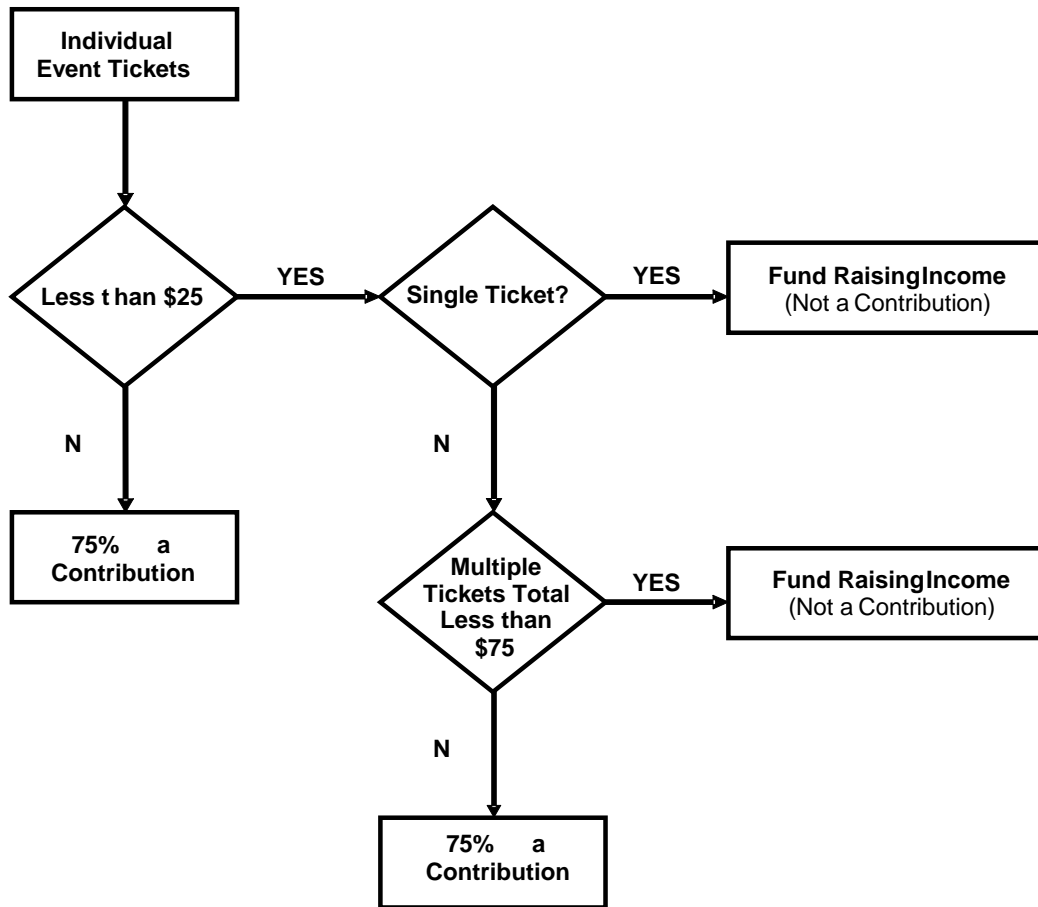 Individual
Event Tickets
Less t han $25
YES
Single Ticket?
YES
Fund RaisingIncome
(Not a Contribution)
N
N
75% a
Contribution
Multiple
Tickets Total
Less than
$75
YES
Fund RaisingIncome
(Not a Contribution)
N
75% a
Contribution